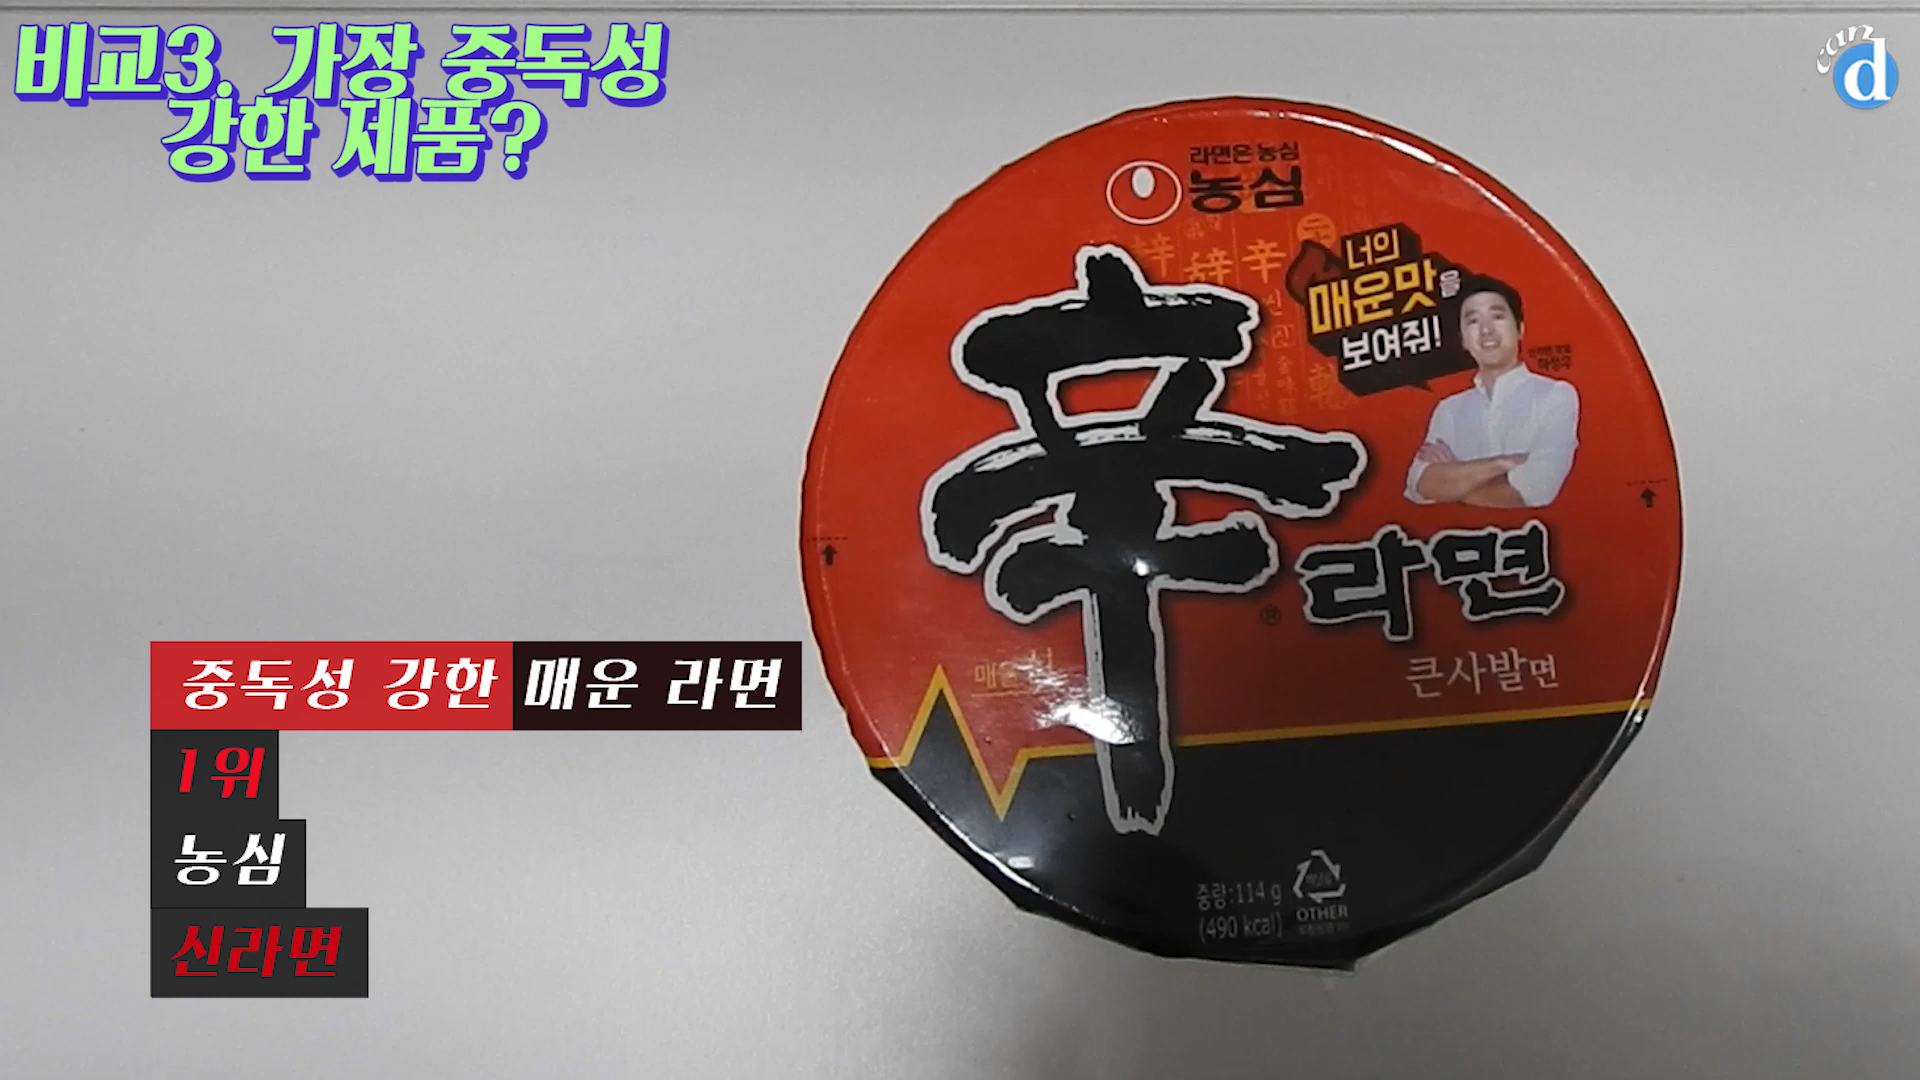 비교3. 가장 중독성
강한 제품?
can
d
라면은 농심
농심
너의
매운맛을
보여줘!
辛
라면
®
큰사발면
중량:114 g
(490 kcal)
OTHER
중독성 강한 매운 라면
1위
농심
신라면